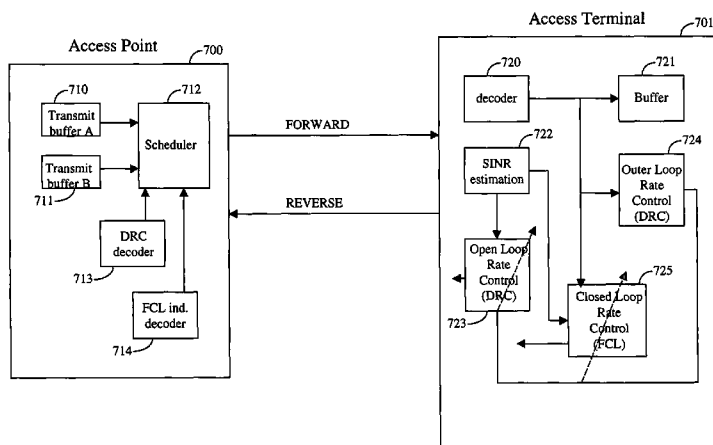 Access Point
700
710
Transmit
buffer A
712
Scheduler
Transmit
buffer B
711
DRC
decoder
713
FCL ind.
decoder
714
FORWARD
REVERSE
Access Terminal
701
720
decoder
721
Buffer
722
SINR
estimation
724
Outer Loop
Rate
Control
(DRC)
Open Loop
Rate
Control
(DRC)
723
725
Closed Loop
Rate
Control
(FCL)